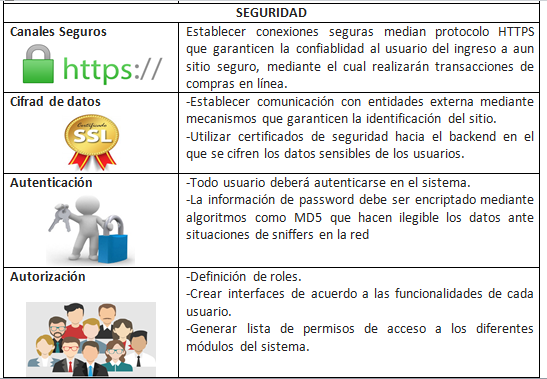 SEGURIDAD
Canales Seguros
https://
Establecer conexiones seguras median protocolo HTTPS
que garanticen la confiablidad al usuario del ingreso a aun
sitio seguro, mediante el cual realizarán transacciones de
compras en línea.
Cifrad de datos
Certificado
SSL
-Establecer comunicación con entidades externa mediante
mecanismos que garanticen la identificación del sitio.
-Utilizar certificados de seguridad hacia el backend en el
que se cifren los datos sensibles de los usuarios.
Autenticación
-Todo usuario deberá autenticarse en el sistema.
-La información de password debe ser encriptado mediante
algoritmos como MD5 que hacen ilegible los datos ante
situaciones de sniffers en la red
Autorización
-Definición de roles.
-Crear interfaces de acuerdo a las funcionalidades de cada
usuario.
-Generar lista de permisos de acceso a los diferentes
módulos del sistema.